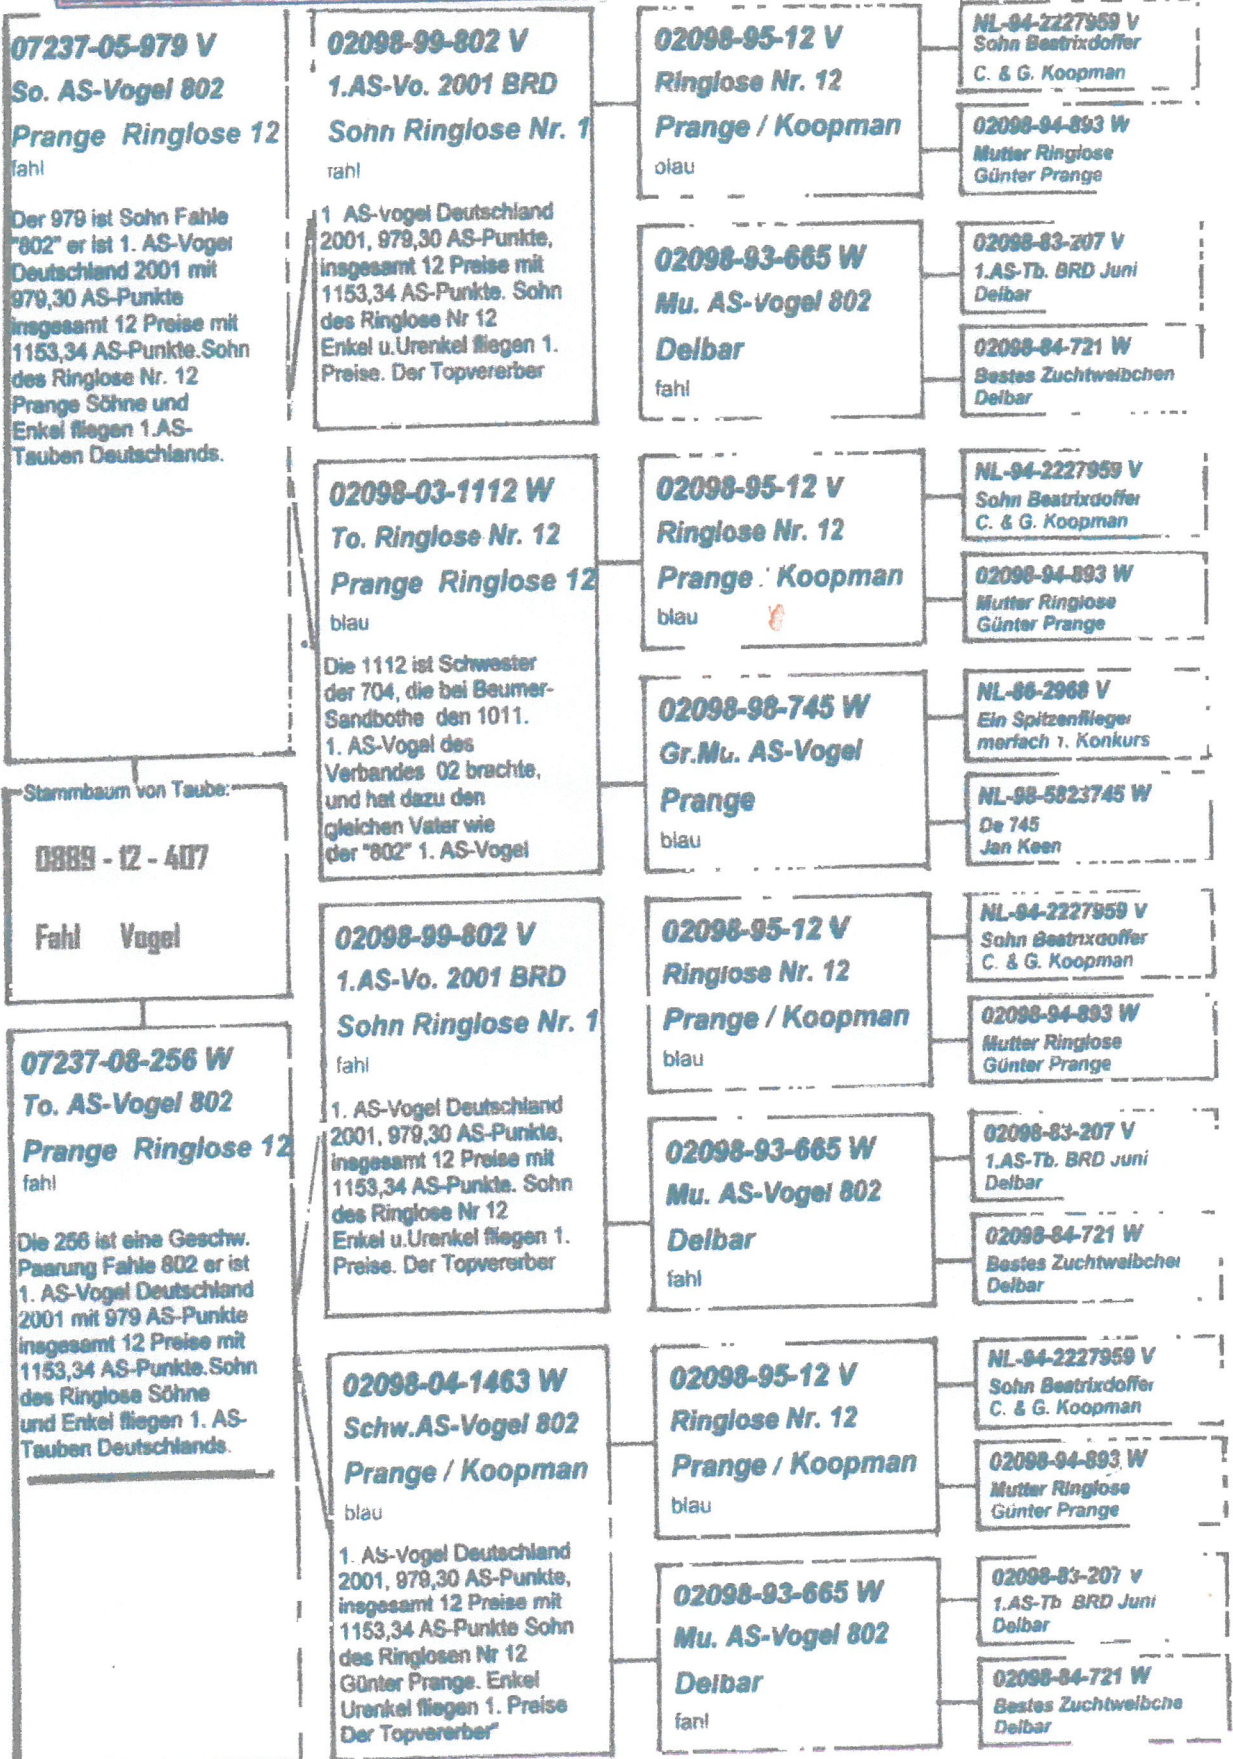 07237-05-979 V
So. AS-Vogel 802
Prange Ringlose 12
fahl
Der 979 ist Sohn Fahle
"802" er ist 1. AS-Vogel
Deutschland 2001 mit
979,30 AS-Punkte
insgesamt 12 Preise mit
1153,34 AS-Punkte.Sohn
des Ringlose Nr. 12
Prange Söhne und
Enkel fliegen 1.AS-
Tauben Deutschlands.
Stammbaum von Taube:
0889 - 12 - 407
Fahl Vogel
07237-08-256 W
To. AS-Vogel 802
Prange Ringlose 12
fahl
Die 256 ist eine Geschw.
Paarung Fahle 802 er ist
1. AS-Vogel Deutschland
2001 mit 979 AS-Punkte
insgesamt 12 Preise mit
1153,34 AS-Punkte.Sohn
des Ringlose Söhne
und Enkel fliegen 1. AS-
Tauben Deutschlands.
02098-99-802 V
1.AS-Vo. 2001 BRD
Sohn Ringlose Nr. 1
fahl
1 AS-vogel Deutschland
2001, 979,30 AS-Punkte,
insgesamt 12 Preise mit
1153,34 AS-Punkte. Sohn
des Ringlose Nr 12
Enkel u.Urenkel fliegen 1.
Preise. Der Topvererber
02098-03-1112 W
To. Ringlose Nr. 12
Prange Ringlose 12
blau
Die 1112 ist Schwester
der 704, die bei Beumer-
Sandbothe den 1011.
1. AS-Vogel des
Verbandes 02 brachte,
und hat dazu den
gleichen Vater wie
der "802" 1. AS-Vogel
02098-99-802 V
1.AS-Vo. 2001 BRD
Sohn Ringlose Nr. 1
fahl
1. AS-Vogel Deutschland
2001, 979,30 AS-Punkte,
insgesamt 12 Preise mit
1153,34 AS-Punkte. Sohn
des Ringlose Nr 12
Enkel u.Urenkel fliegen 1.
Preise. Der Topvererber
02098-04-1463 W
Schw.AS-Vogel 802
Prange / Koopman
blau
1. AS-Vogel Deutschland
2001, 979,30 AS-Punkte,
insgesamt 12 Preise mit
1153,34 AS-Punkte Sohn
des Ringlosen Nr 12
Günter Prange. Enkel
Urenkel fliegen 1. Preise
Der Topvererber"
02098-95-12 V
Ringlose Nr. 12
Prange / Koopman
blau
02098-93-665 W
Mu. AS-Vogel 802
Delbar
fahl
02098-95-12 V
Ringlose Nr. 12
Prange / Koopman
blau
02098-98-745 W
Gr.Mu. AS-Vogel
Prange
blau
02098-95-12 V
Ringlose Nr. 12
Prange / Koopman
blau
02098-93-665 W
Mu. AS-Vogel 802
Delbar
fahl
02098-95-12 V
Ringlose Nr. 12
Prange / Koopman
blau
02098-93-665 W
Mu. AS-Vogel 802
Delbar
fahl
NL-94-2227959 V
Sohn Beatrixdoffer
C. & G. Koopman
02098-94-893 W
Mutter Ringlose
Günter Prange
02098-83-207 V
1.AS-Tb. BRD Juni
Delbar
02098-84-721 W
Bestes Zuchtweibchen
Delbar
NL-94-2227959 V
Sohn Beatrixdoffer
C. & G. Koopman
02098-94-893 W
Mutter Ringlose
Günter Prange
NL-86-2968 V
Ein Spitzenflieger
merfach 1. Konkurs
NL-98-5823745 W
De 745
Jan Keen
NL-94-2227959 V
Sohn Beatrixdoffer
C. & G. Koopman
02098-94-893 W
Mutter Ringlose
Günter Prange
02098-83-207 V
1.AS-Tb. BRD Juni
Delbar
02098-84-721 W
Bestes Zuchtweibcher
Delbar
NL-94-2227959 V
Sohn Beatrixdoffer
C. & G. Koopman
02098-94-893 W
Mutter Ringlose
Günter Prange
02098-83-207 V
1.AS-Tb BRD Juni
Delbar
02098-84-721 W
Bestes Zuchtweibche
Delbar